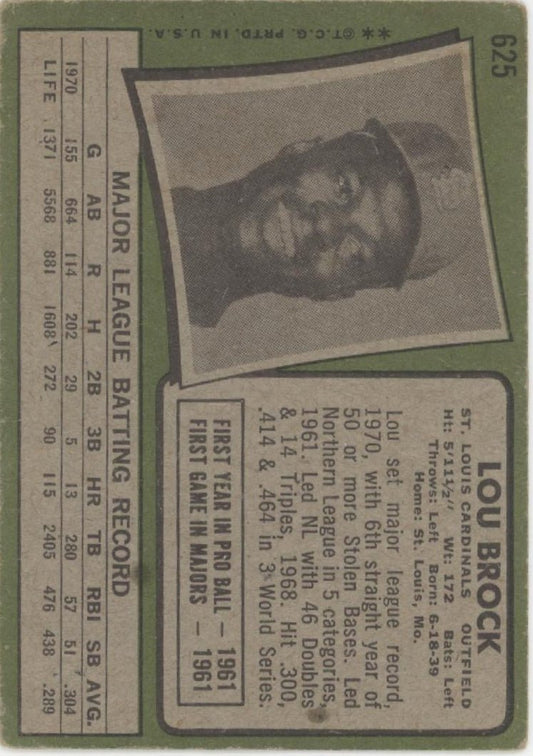 625
**©T.C.G. PRTD. IN U.S.A.
LOU BROCK
ST. LOUIS CARDINALS OUTFIELD
Ht: 5'11½" Wt: 172 Bats: Left
Throws: Left Born: 6-18-39
Home: St. Louis, Mo.
Lou set major league record,
1970, with 6th straight year of
50 or more Stolen Bases. Led
Northern League in 5 categories,
1961. Led NL with 46 Doubles
& 14 Triples, 1968. Hit .300,
.414 & .464 in 3 World Series.
FIRST YEAR IN PRO BALL — 1961
FIRST GAME IN MAJORS — 1961
MAJOR LEAGUE BATTING RECORD
G AB R H 2B 3B HR TB RBI SB AVG.
1970 155 664 114 202 29 5 13 280 57 51 .304
LIFE 1371 5568 881 1608 272 90 115 2405 476 438 .289